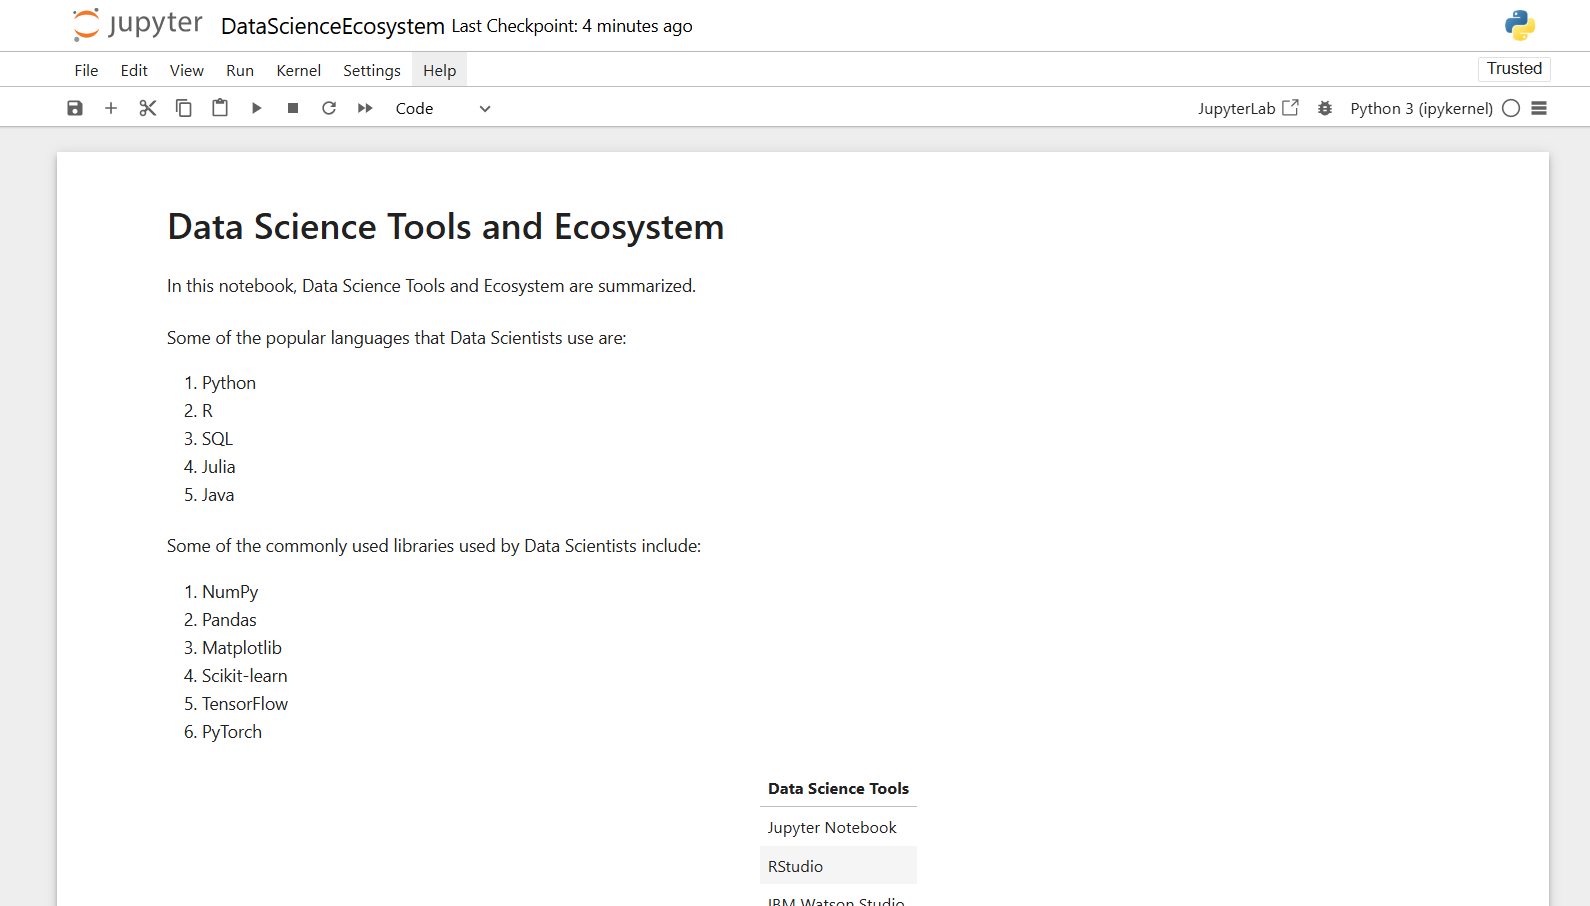 jupyter DataScienceEcosystem Last Checkpoint: 4 minutes ago
File Edit View Run Kernel Settings Help Trusted
Code JupyterLab Python 3 (ipykernel)
Data Science Tools and Ecosystem
In this notebook, Data Science Tools and Ecosystem are summarized.
Some of the popular languages that Data Scientists use are:
1. Python
2. R
3. SQL
4. Julia
5. Java
Some of the commonly used libraries used by Data Scientists include:
1. NumPy
2. Pandas
3. Matplotlib
4. Scikit-learn
5. TensorFlow
6. PyTorch
Data Science Tools
Jupyter Notebook
RStudio
IBM Watson Studio